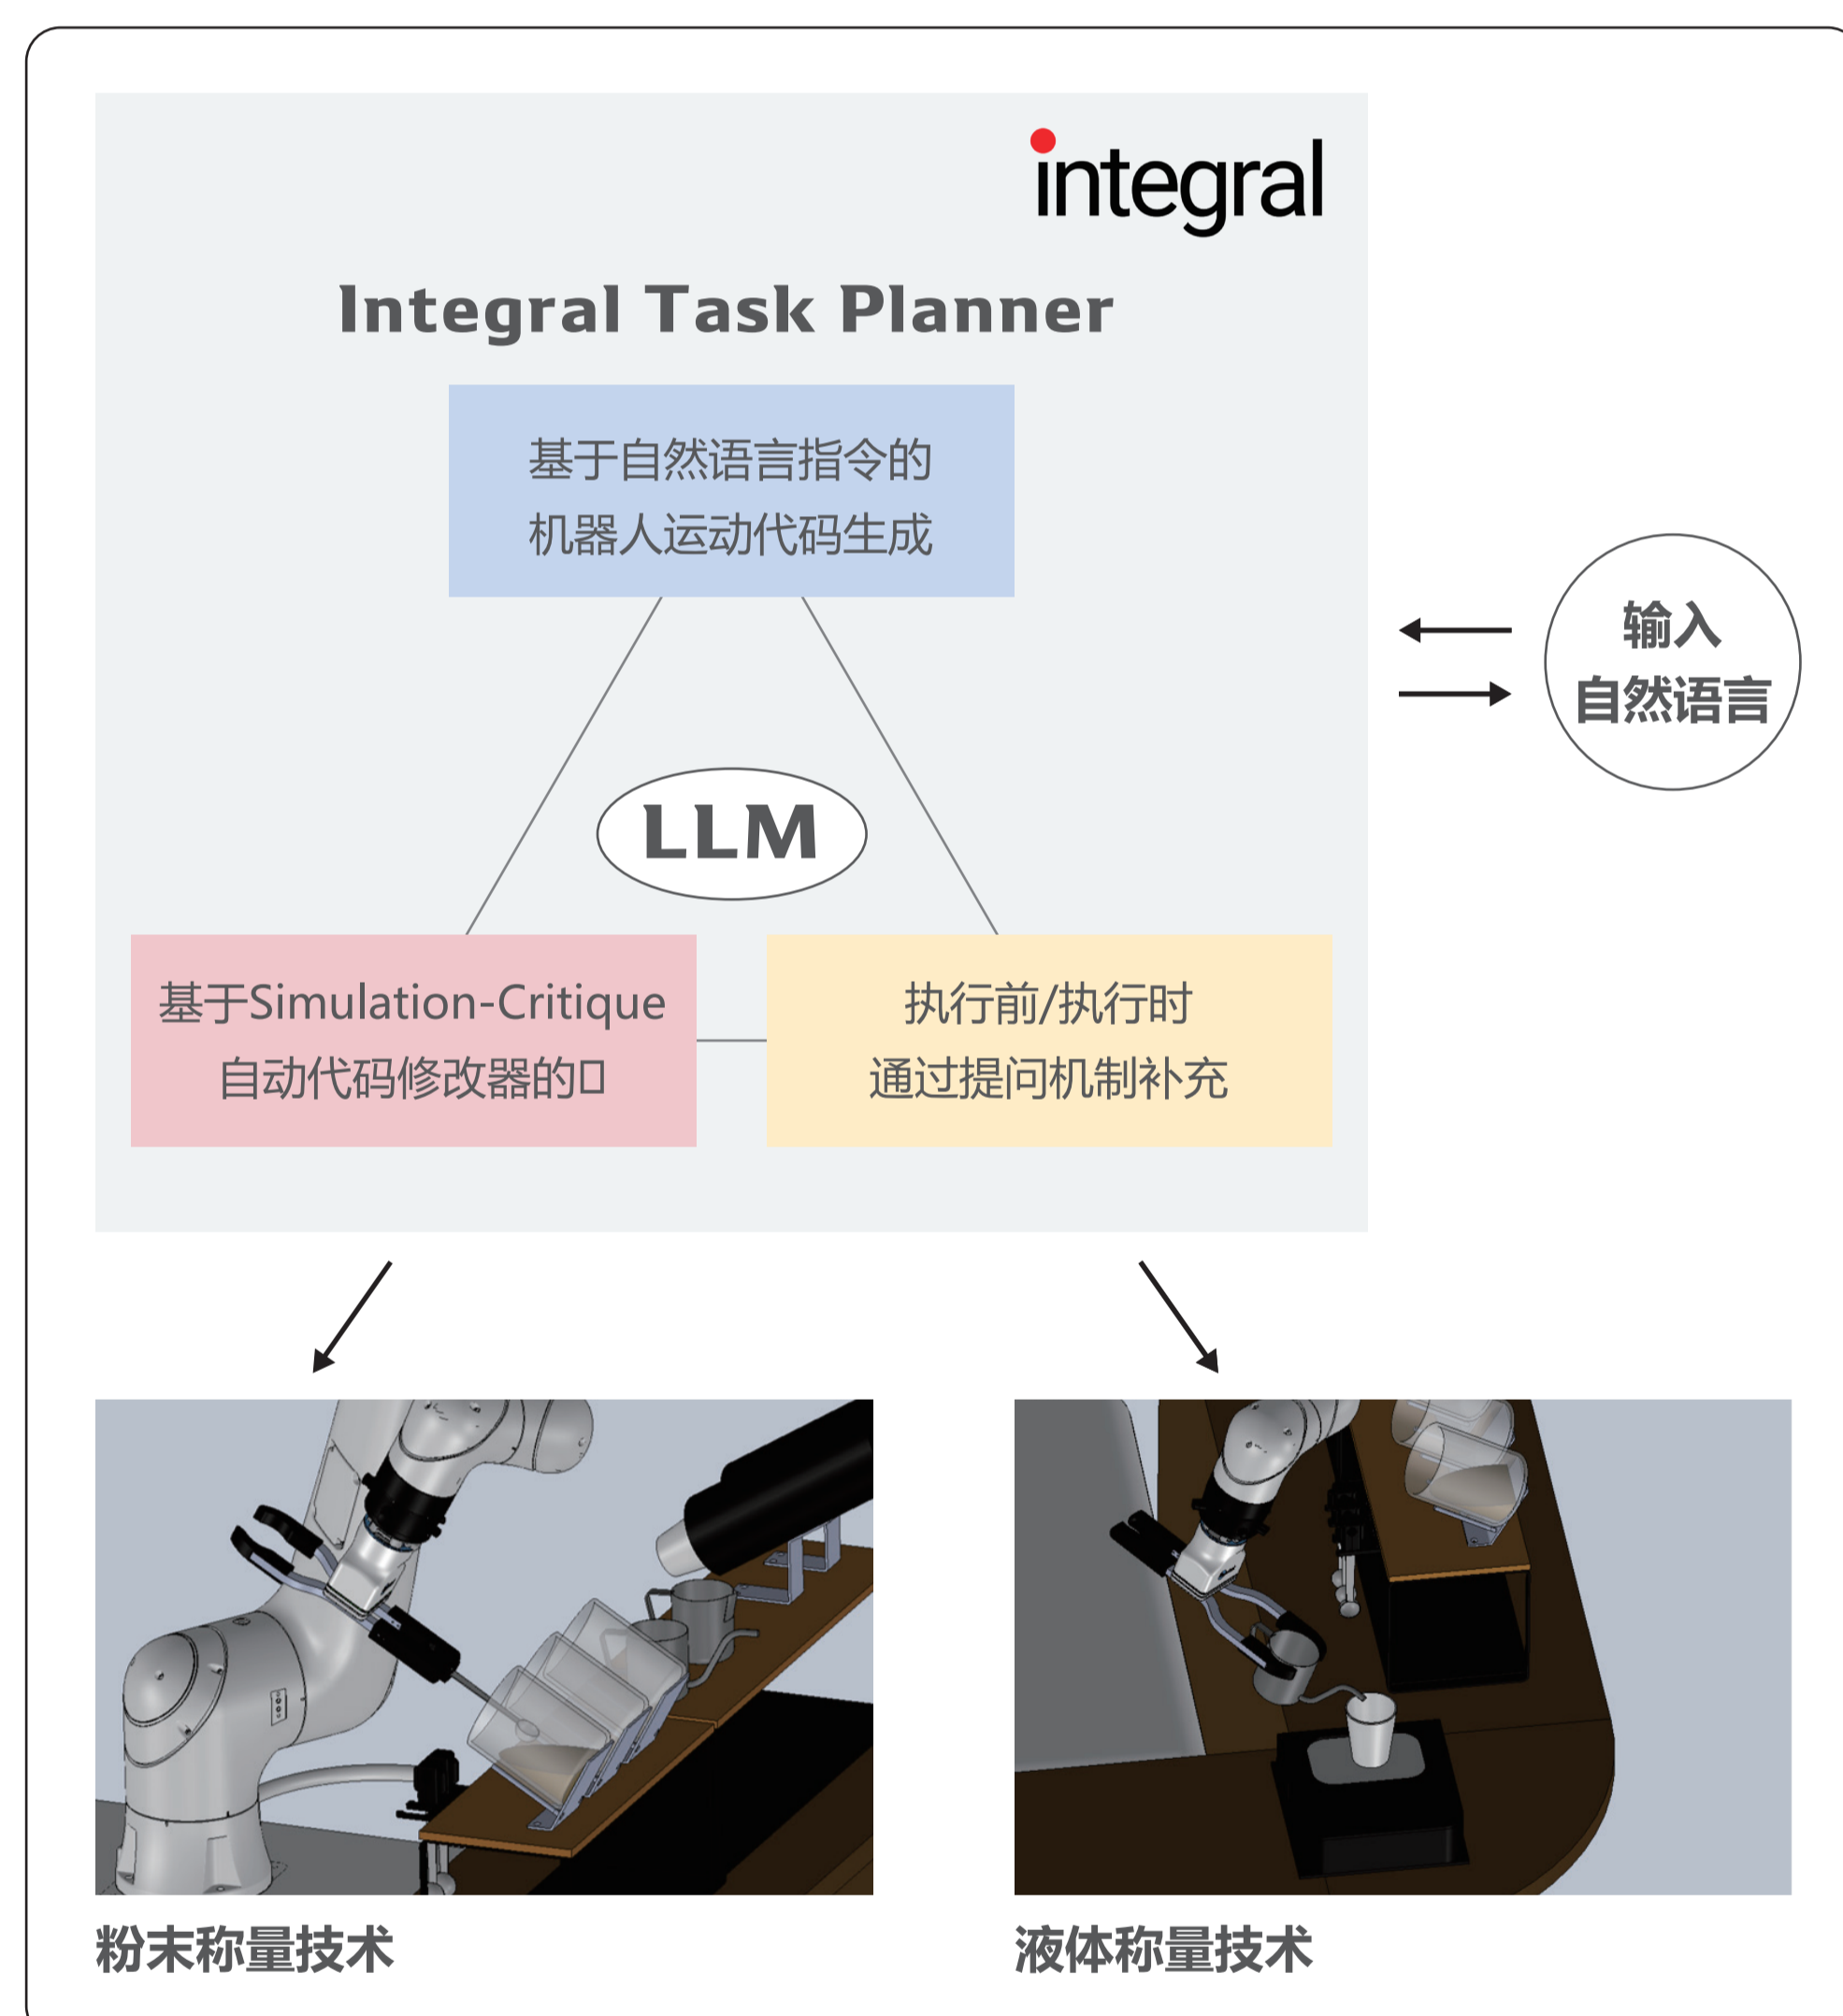 integral
Integral Task Planner
基于自然语言指令的
机器人运动代码生成
输入
自然语言
LLM
基于Simulation-Critique
自动代码修改器的□
执行前/执行时
通过提问机制补充
粉末称量技术
液体称量技术